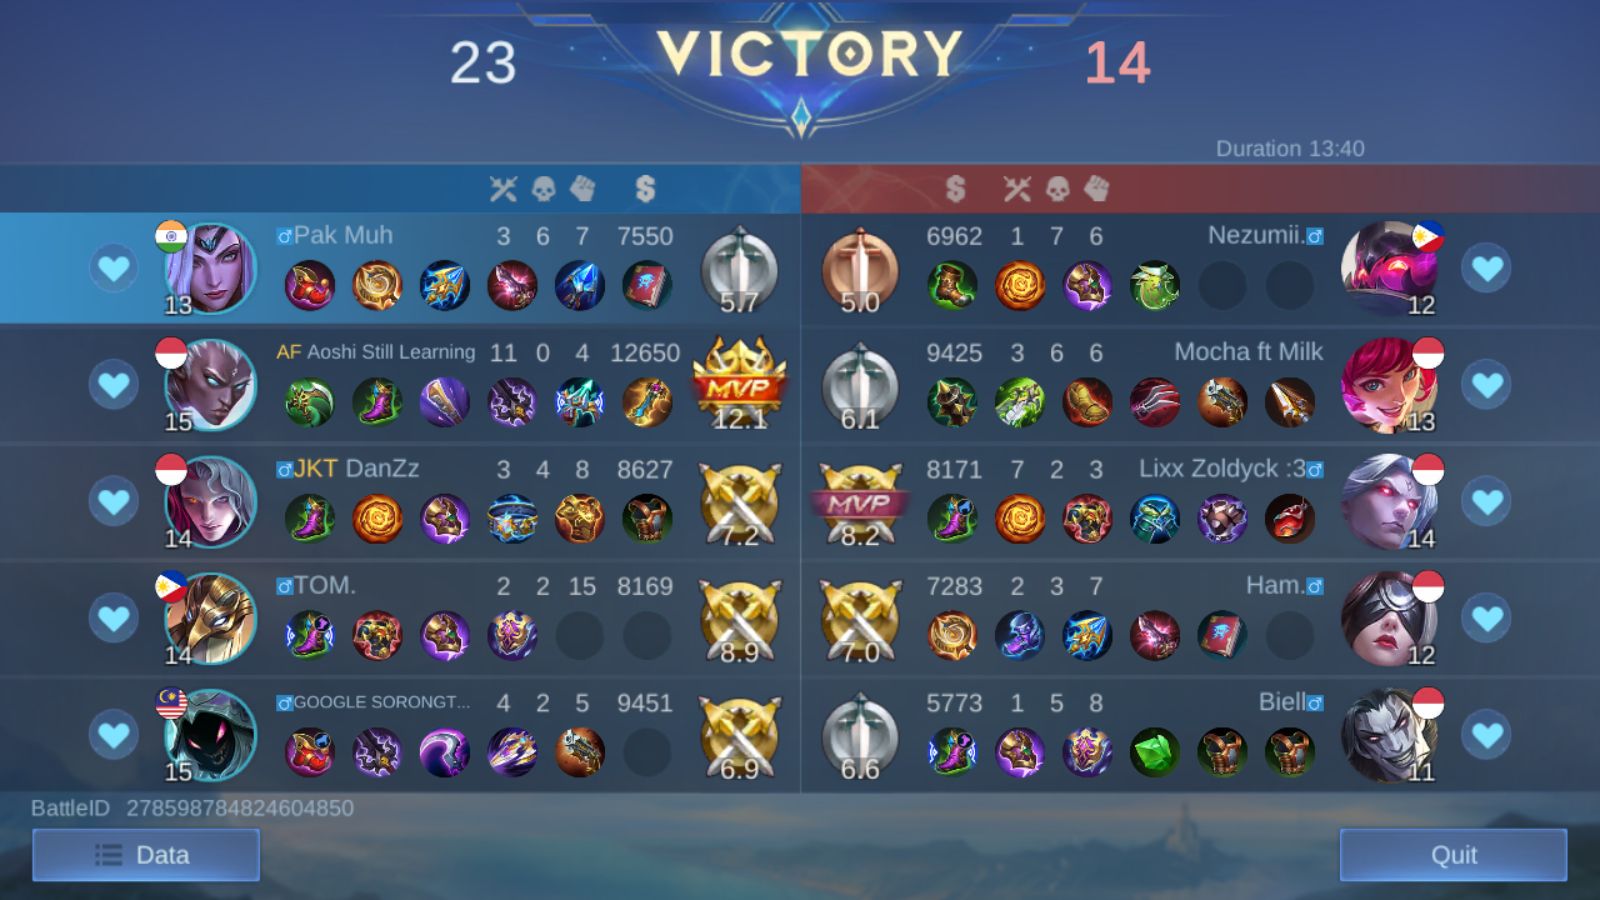 23 VICTORY 14
Duration 13:40
Pak Muh 3 6 7 7550
13 5.7
5.0 6962 1 7 6 Nezumii.
12
AF Aoshi Still Learning 11 0 4 12650
15 MVP 12.1
6.1 9425 3 6 6 Mocha ft Milk
13
JKT DanZz 3 4 8 8627
14 7.2
MVP 8.2 8171 7 2 3 Lixx Zoldyck :3
14
TOM. 2 2 15 8169
14 8.9
7.0 7283 2 3 7 Ham.
12
GOOGLE SORONGT... 4 2 5 9451
15 6.9
6.6 5773 1 5 8 Biell
11
BattleID 278598784824604850
Data
Quit